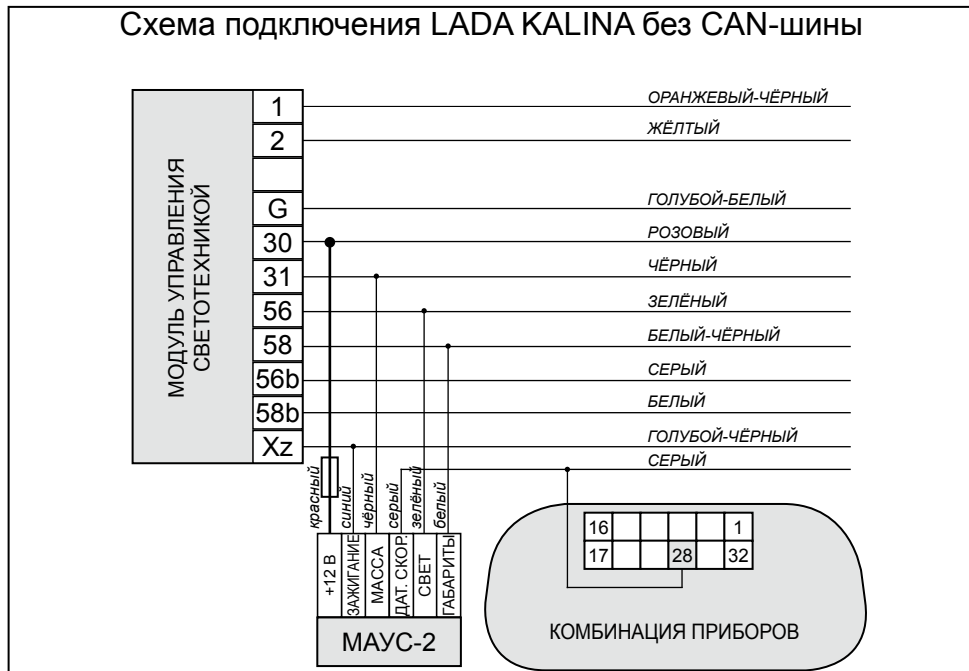 Схема подключения LADA KALINA без CAN-шины
МОДУЛЬ УПРАВЛЕНИЯ
СВЕТОТЕХНИКОЙ
1
ОРАНЖЕВЫЙ-ЧЁРНЫЙ
2
ЖЁЛТЫЙ
G
ГОЛУБОЙ-БЕЛЫЙ
30
РОЗОВЫЙ
31
ЧЁРНЫЙ
56
ЗЕЛЁНЫЙ
58
БЕЛЫЙ-ЧЁРНЫЙ
56b
СЕРЫЙ
58b
БЕЛЫЙ
Xz
ГОЛУБОЙ-ЧЁРНЫЙ
СЕРЫЙ
красный
синий
чёрный
серый
зелёный
белый
+12 В
ЗАЖИГАНИЕ
МАССА
ДАТ. СКОР.
СВЕТ
ГАБАРИТЫ
МАУС-2
16 1
17 28 32
КОМБИНАЦИЯ ПРИБОРОВ